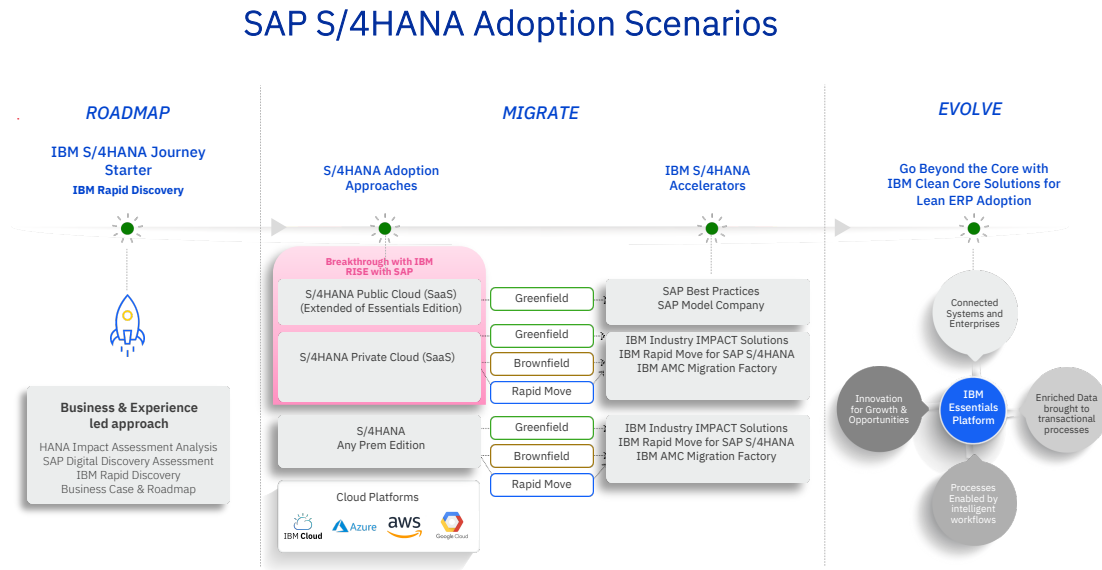 SAP S/4HANA Adoption Scenarios
ROADMAP
MIGRATE
EVOLVE
IBM S/4HANA Journey
Starter
IBM Rapid Discovery
S/4HANA Adoption
Approaches
IBM S/4HANA
Accelerators
Go Beyond the Core with
IBM Clean Core Solutions for
Lean ERP Adoption
Business & Experience
led approach
HANA Impact Assessment Analysis
SAP Digital Discovery Assessment
IBM Rapid Discovery
Business Case & Roadmap
Breakthrough with IBM
RISE with SAP
S/4HANA Public Cloud (SaaS)
(Extended of Essentials Edition)
Greenfield
SAP Best Practices
SAP Model Company
S/4HANA Private Cloud (SaaS)
Greenfield
Brownfield
Rapid Move
IBM Industry IMPACT Solutions
IBM Rapid Move for SAP S/4HANA
IBM AMC Migration Factory
S/4HANA
Any Prem Edition
Greenfield
Brownfield
Rapid Move
IBM Industry IMPACT Solutions
IBM Rapid Move for SAP S/4HANA
IBM AMC Migration Factory
Cloud Platforms
IBM Cloud
Azure
aws
Google Cloud
Connected
Systems and
Enterprises
Innovation
for Growth &
Opportunities
IBM
Essentials
Platform
Enriched Data
brought to
transactional
processes
Processes
Enabled by
intelligent
workflows